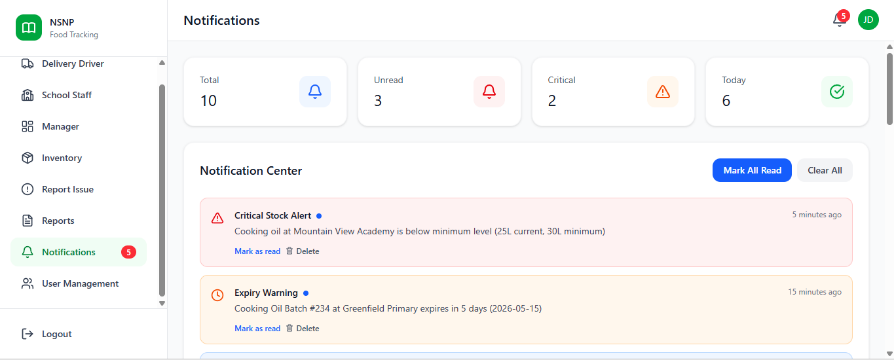 NSNP
Food Tracking
Delivery Driver
School Staff
Manager
Inventory
Report Issue
Reports
Notifications 5
User Management
Logout
Notifications
5
JD
Total
10
Unread
3
Critical
2
Today
6
Notification Center
Mark All Read
Clear All
Critical Stock Alert
5 minutes ago
Cooking oil at Mountain View Academy is below minimum level (25L current, 30L minimum)
Mark as read Delete
Expiry Warning
15 minutes ago
Cooking Oil Batch #234 at Greenfield Primary expires in 5 days (2026-05-15)
Mark as read Delete